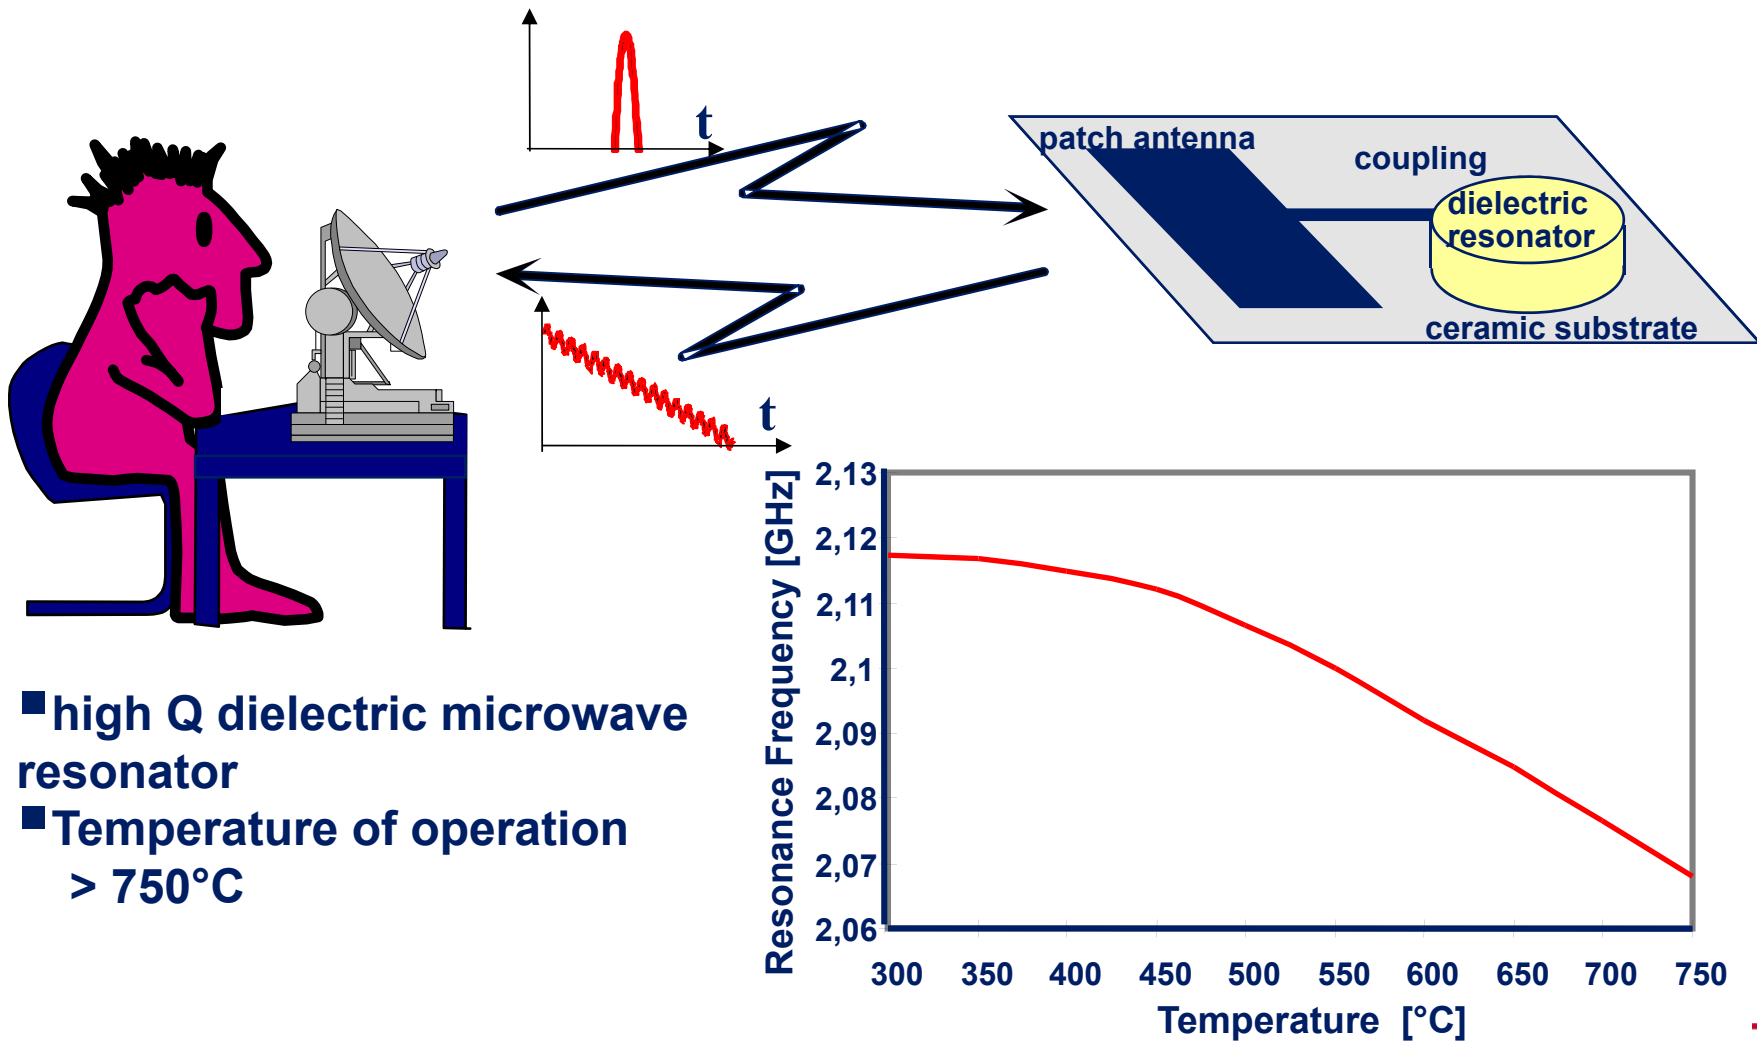 t
patch antenna
coupling
dielectric
resonator
ceramic substrate
t
high Q dielectric microwave
resonator
Temperature of operation
> 750°C
Resonance Frequency [GHz]
2,13
2,12
2,11
2,1
2,09
2,08
2,07
2,06
300 350 400 450 500 550 600 650 700 750
Temperature [°C]